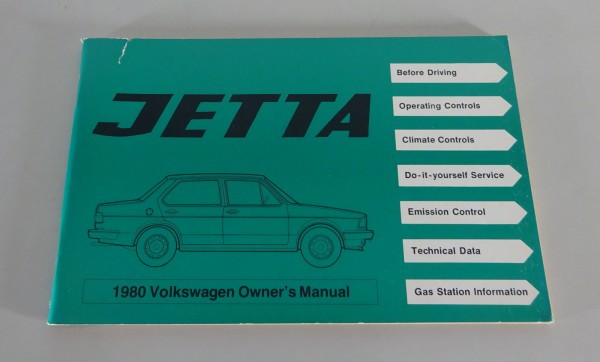 JETTA
1980 Volkswagen Owner's Manual
Before Driving
Operating Controls
Climate Controls
Do-it-yourself Service
Emission Control
Technical Data
Gas Station Information